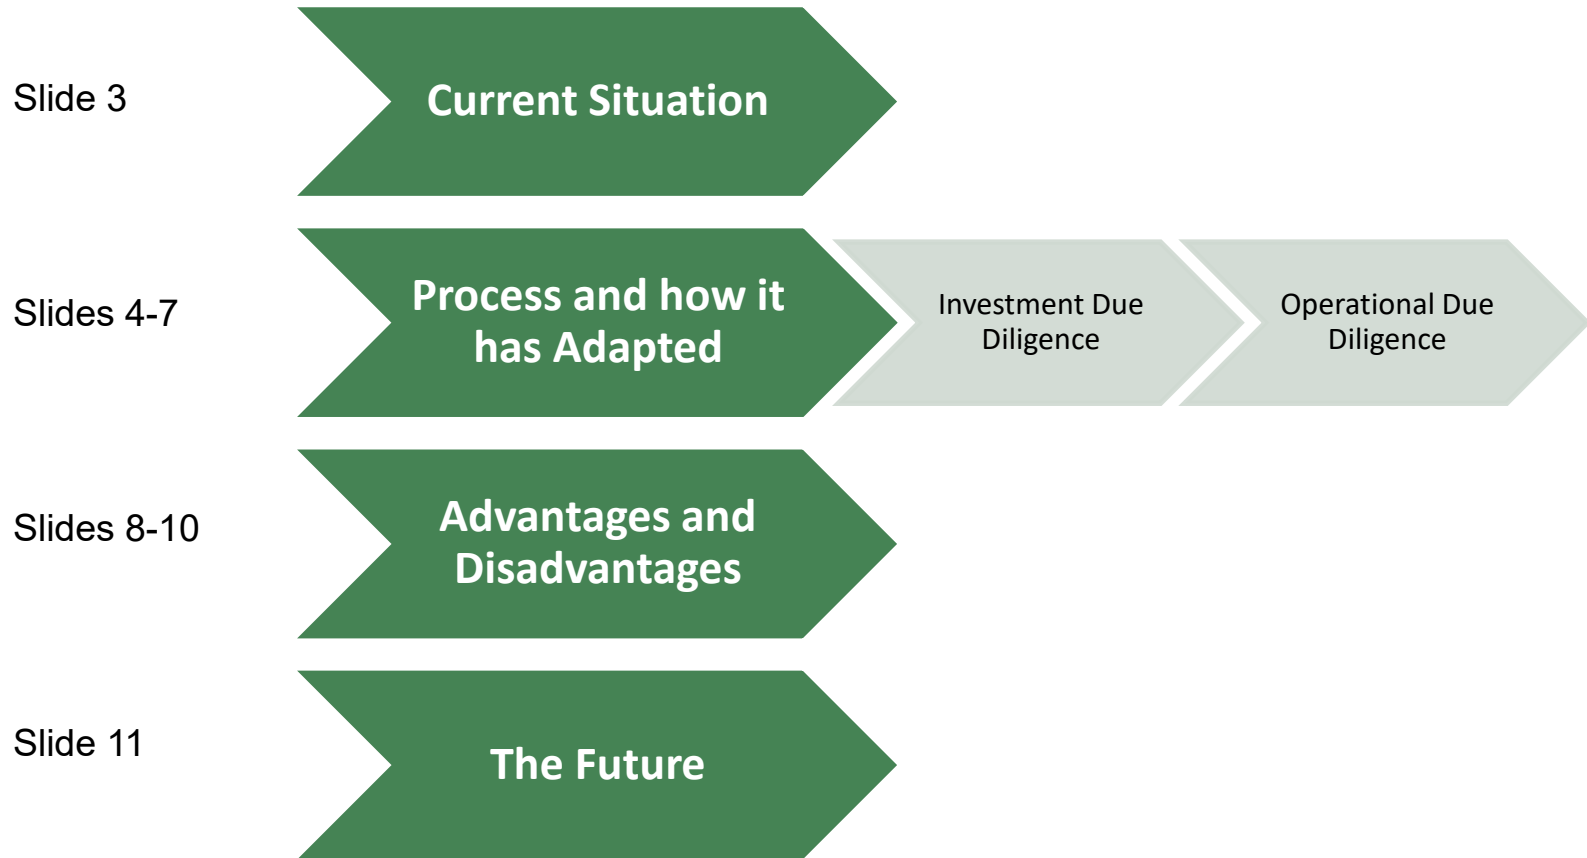 Slide 3
Current Situation
Slides 4-7
Process and how it
has Adapted
Investment Due
Diligence
Operational Due
Diligence
Slides 8-10
Advantages and
Disadvantages
Slide 11
The Future